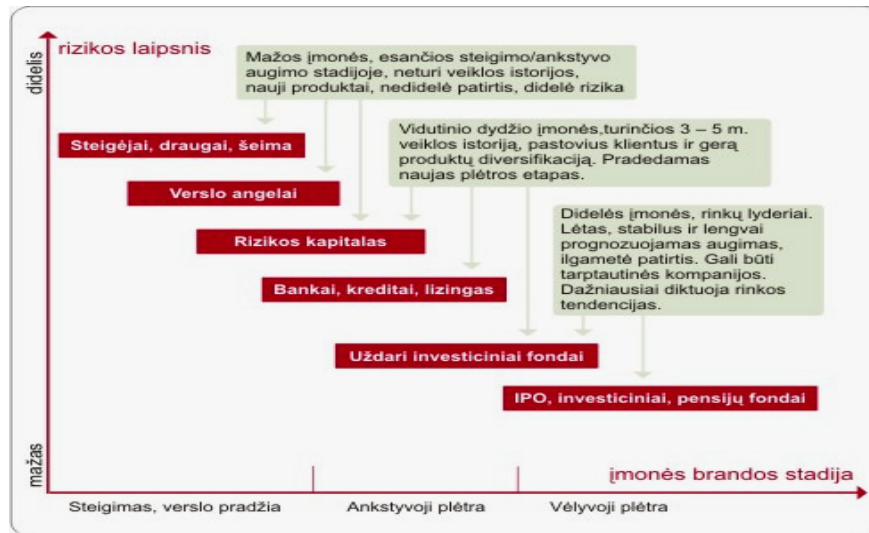 rizikos laipsnis
didelis
Mažos įmonės, esančios steigimo/ankstyvo
augimo stadijoje, neturi veiklos istorijos,
nauji produktai, nedidelė patirtis, didelė rizika
Steigėjai, draugai, šeima
Vidutinio dydžio įmonės,turinčios 3 – 5 m.
veiklos istoriją, pastovius klientus ir gerą
produktų diversifikaciją. Pradedamas
naujas plėtros etapas.
Verslo angelai
Didelės įmonės, rinkų lyderiai.
Lėtas, stabilus ir lengvai
prognozuojamas augimas,
ilgametė patirtis. Gali būti
tarptautinės kompanijos.
Dažniausiai diktuoja rinkos
tendencijas.
Rizikos kapitalas
Bankai, kreditai, lizingas
Uždari investiciniai fondai
IPO, investiciniai, pensijų fondai
mažas
įmonės brandos stadija
Steigimas, verslo pradžia
Ankstyvoji plėtra
Vėlyvoji plėtra